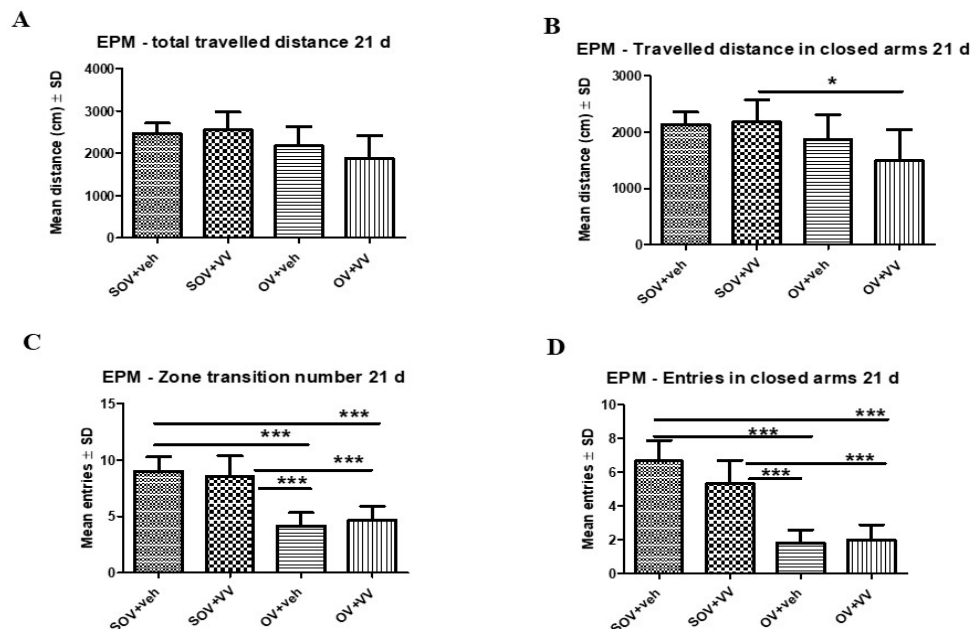 A
EPM - total travelled distance 21 d
Mean distance (cm) ± SD
4000
3000
2000
1000
0
SOV+veh
SOV+VV
OV+veh
OV+VV
B
EPM - Travelled distance in closed arms 21 d
Mean distance (cm) ± SD
3000
2000
1000
0
*
SOV+veh
SOV+VV
OV+veh
OV+VV
C
EPM - Zone transition number 21 d
Mean entries ± SD
15
10
5
0
***
***
***
***
SOV+veh
SOV+VV
OV+veh
OV+VV
D
EPM - Entries in closed arms 21 d
Mean entries ± SD
10
8
6
4
2
0
***
***
***
***
SOV+veh
SOV+VV
OV+veh
OV+VV